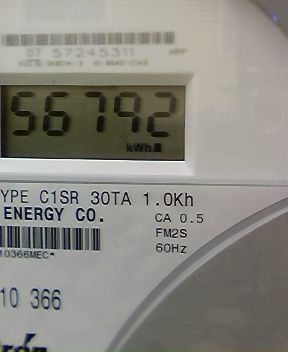 07 57245311
56792
kWh
YPE C1SR 30TA 1.0Kh
ENERGY CO.
CA 0.5
FM2S
60Hz
10366MEC*
10 366